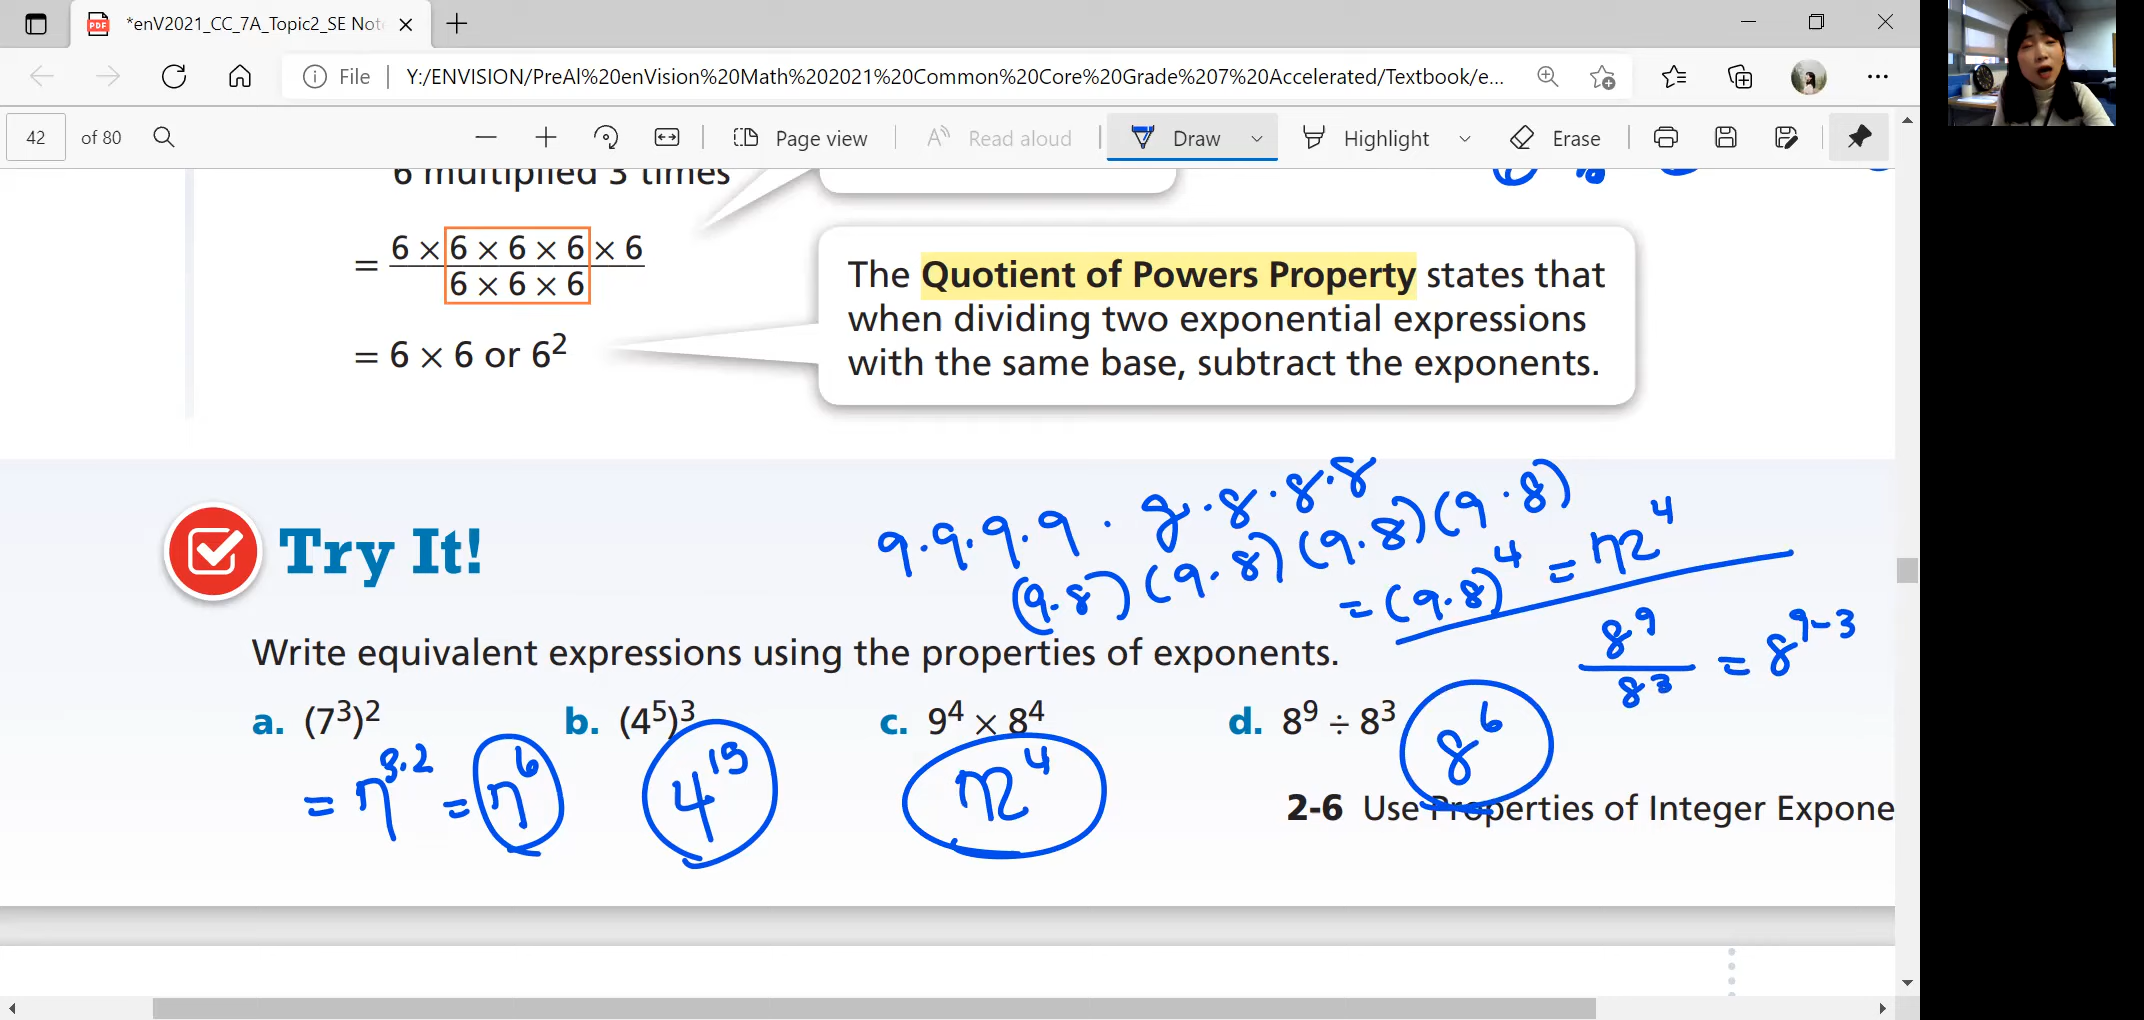 *enV2021_CC_7A_Topic2_SE Not
File
Y:/ENVISION/PreAl%20enVision%20Math%202021%20Common%20Core%20Grade%207%20Accelerated/Textbook/e...
42 of 80
Page view
Read aloud
Draw
Highlight
Erase
6 multiplied 3 times
= 6 × 6 × 6 × 6 × 6
6 × 6 × 6
= 6 × 6 or 6²
The Quotient of Powers Property states that
when dividing two exponential expressions
with the same base, subtract the exponents.
9·9·9·9 · 8·8·8·8
(9·8)(9·8)(9·8)(9·8)
= (9·8)⁴ = 72⁴
Try It!
8⁹
8³
= 8⁹⁻³
Write equivalent expressions using the properties of exponents.
a. (7³)²
b. (4⁵)³
c. 9⁴ × 8⁴
d. 8⁹ ÷ 8³
8⁶
= 7³·² = 7⁶
4¹⁵
72⁴
2-6 Use Properties of Integer Expone